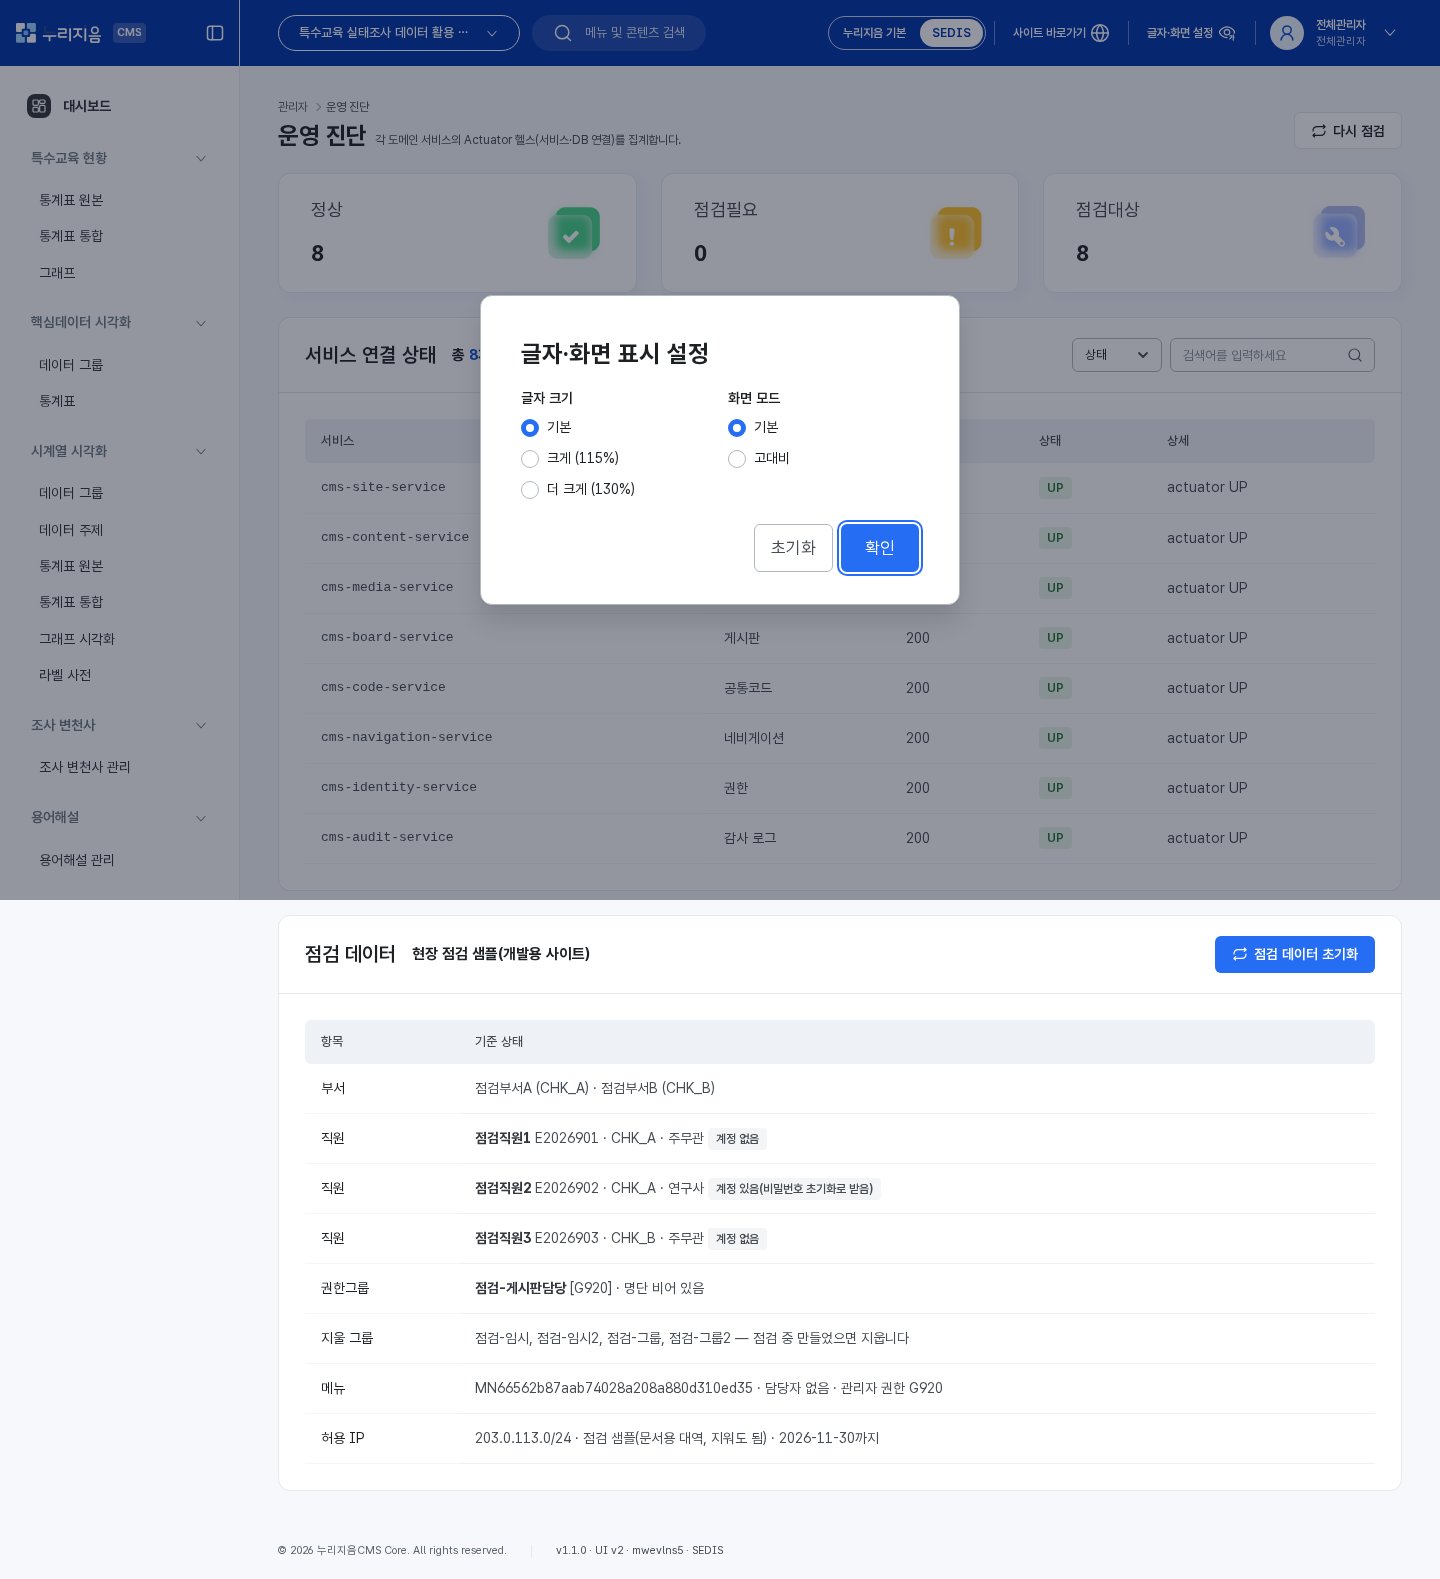 누리지음 CMS
특수교육 실태조사 데이터 활용 ···
메뉴 및 콘텐츠 검색
누리지음 기본
SEDIS
사이트 바로가기
글자·화면 설정
전체관리자
전체관리자
대시보드
특수교육 현황
통계표 원본
통계표 통합
그래프
핵심데이터 시각화
데이터 그룹
통계표
시계열 시각화
데이터 그룹
데이터 주제
통계표 원본
통계표 통합
그래프 시각화
라벨 사전
조사 변천사
조사 변천사 관리
용어해설
용어해설 관리
관리자 > 운영 진단
운영 진단 각 도메인 서비스의 Actuator 헬스(서비스·DB 연결)를 집계합니다.
다시 점검
정상
8
점검필요
0
점검대상
8
서비스 연결 상태 총 8
상태
검색어를 입력하세요
글자·화면 표시 설정
글자 크기
기본
크게 (115%)
더 크게 (130%)
화면 모드
기본
고대비
초기화
확인
서비스 상태 상세
cms-site-service UP actuator UP
cms-content-service UP actuator UP
cms-media-service UP actuator UP
cms-board-service 게시판 200 UP actuator UP
cms-code-service 공통코드 200 UP actuator UP
cms-navigation-service 네비게이션 200 UP actuator UP
cms-identity-service 권한 200 UP actuator UP
cms-audit-service 감사 로그 200 UP actuator UP
점검 데이터 현장 점검 샘플(개발용 사이트)
점검 데이터 초기화
항목 기준 상태
부서 점검부서A (CHK_A) · 점검부서B (CHK_B)
직원 점검직원1 E2026901 · CHK_A · 주무관 계정 없음
직원 점검직원2 E2026902 · CHK_A · 연구사 계정 있음(비밀번호 초기화로 받음)
직원 점검직원3 E2026903 · CHK_B · 주무관 계정 없음
권한그룹 점검-게시판담당 [G920] · 명단 비어 있음
지울 그룹 점검-임시, 점검-임시2, 점검-그룹, 점검-그룹2 — 점검 중 만들었으면 지웁니다
메뉴 MN66562b87aab74028a208a880d310ed35 · 담당자 없음 · 관리자 권한 G920
허용 IP 203.0.113.0/24 · 점검 샘플(문서용 대역, 지워도 됨) · 2026-11-30까지
© 2026 누리지음CMS Core. All rights reserved.
v1.1.0 · UI v2 · mwevlns5 · SEDIS